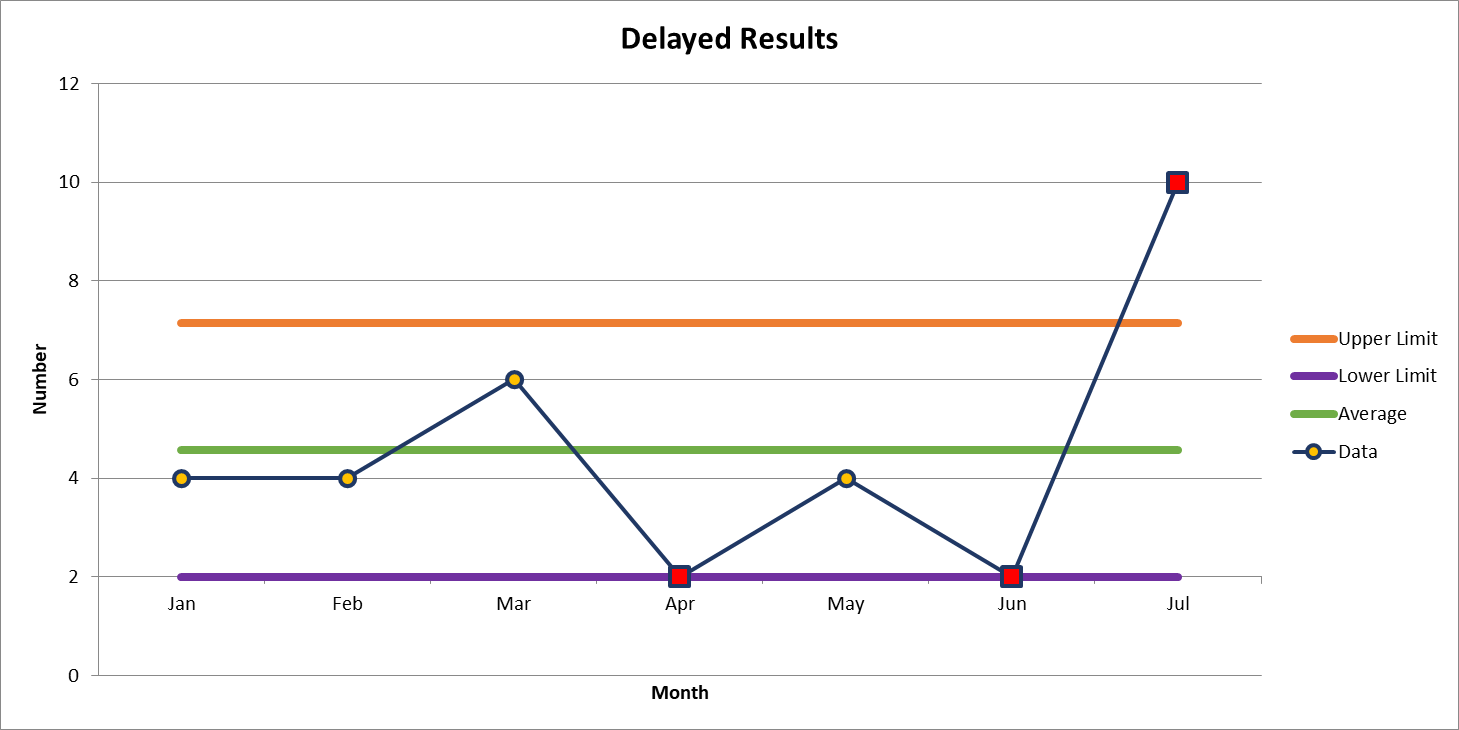 Delayed Results
12
10
8
6
4
2
0
Number
Jan Feb Mar Apr May Jun Jul
Month
Upper Limit
Lower Limit
Average
Data